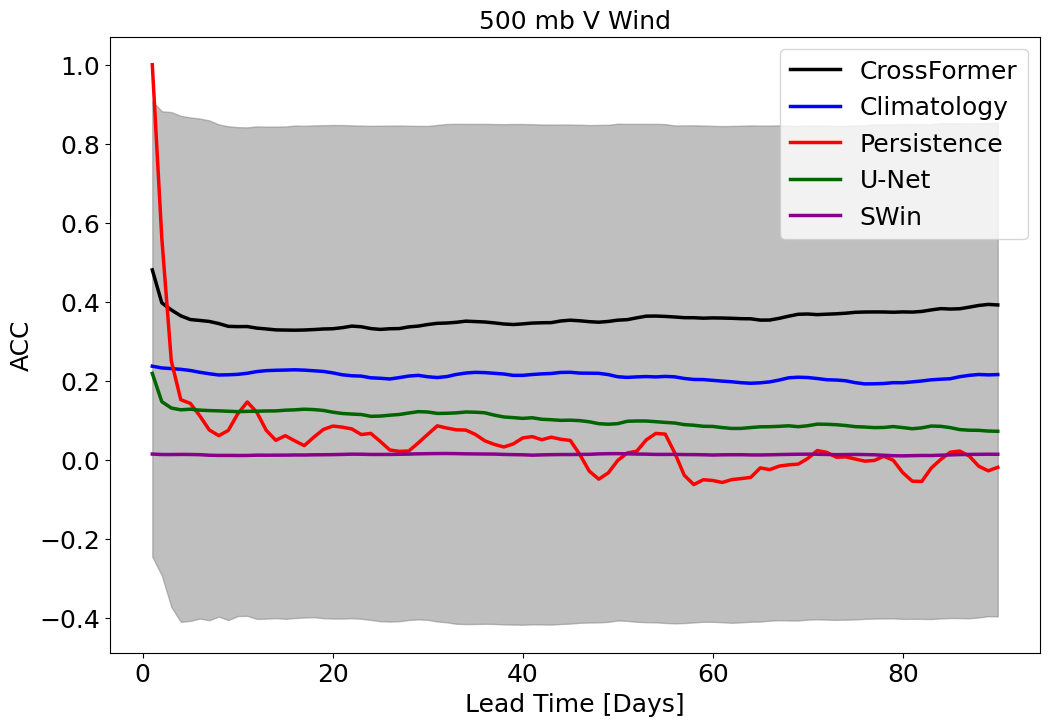 500 mb V Wind
CrossFormer
Climatology
Persistence
U-Net
SWin
ACC
1.0
0.8
0.6
0.4
0.2
0.0
−0.2
−0.4
0 20 40 60 80
Lead Time [Days]